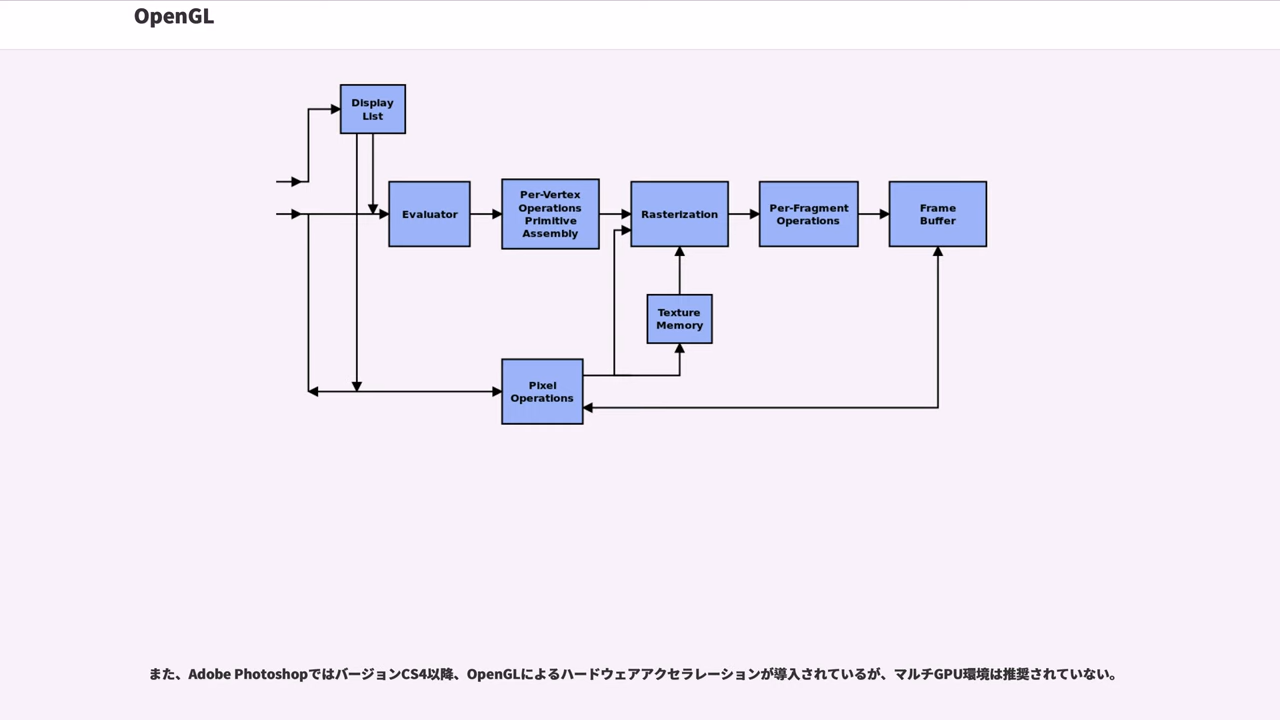 OpenGL
Display
List
Evaluator
Per-Vertex
Operations
Primitive
Assembly
Rasterization
Per-Fragment
Operations
Frame
Buffer
Texture
Memory
Pixel
Operations
また、Adobe PhotoshopではバージョンCS4以降、OpenGLによるハードウェアアクセラレーションが導入されているが、マルチGPU環境は推奨されていない。